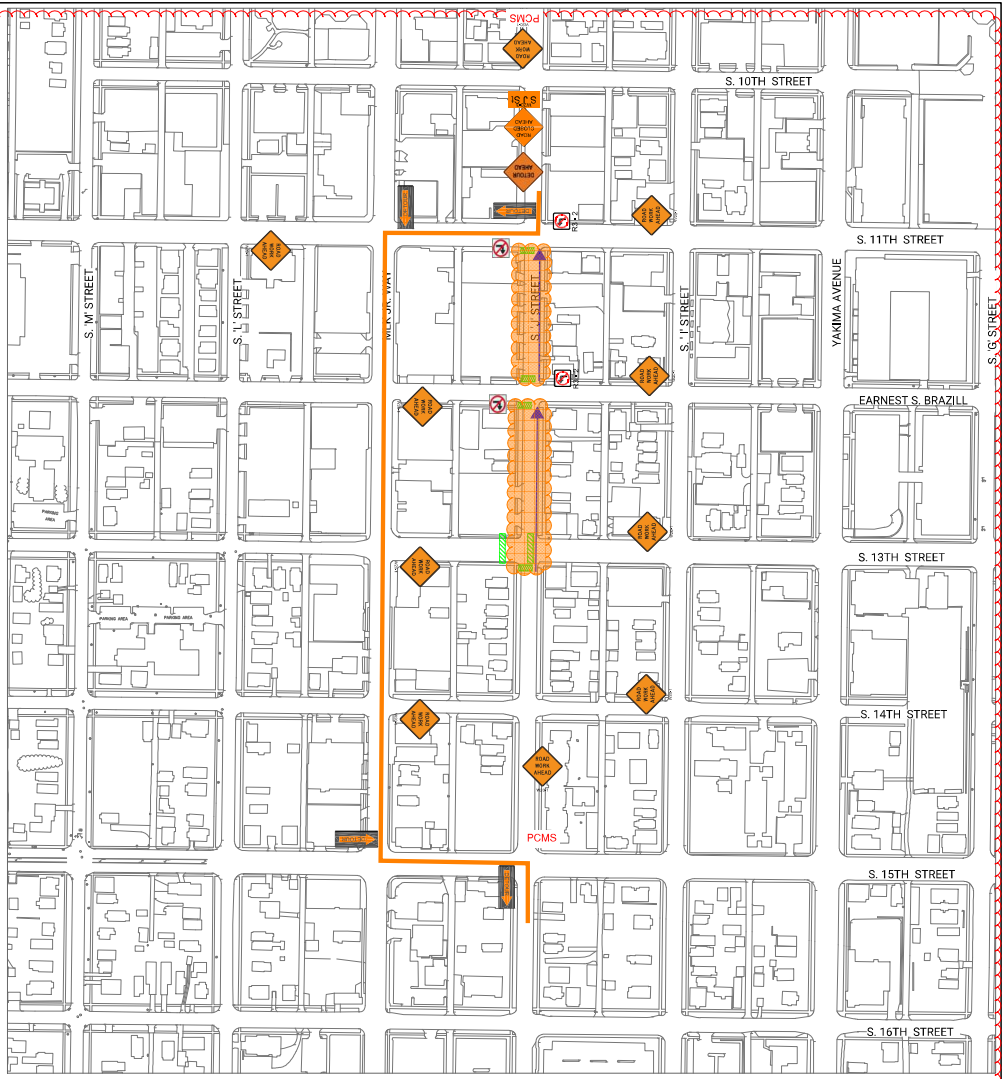 PCMS
ROAD
WORK
AHEAD
S. 10TH STREET
S J St
ROAD
CLOSED
AHEAD
DETOUR
AHEAD
DETOUR
DETOUR
R3-2
ROAD
WORK
AHEAD
S. 11TH STREET
ROAD
WORK
AHEAD
S. 'M' STREET
S. 'L' STREET
MLK JR. WAY
S. 'J' STREET
S. 'I' STREET
YAKIMA AVENUE
S. 'G' STREET
R3-2
ROAD
WORK
AHEAD
EARNEST S. BRAZILL
ROAD
WORK
AHEAD
PARKING
AREA
ROAD
WORK
AHEAD
S. 13TH STREET
ROAD
WORK
AHEAD
PARKING AREA
PARKING AREA
ROAD
WORK
AHEAD
S. 14TH STREET
ROAD
WORK
AHEAD
ROAD
WORK
AHEAD
PCMS
DETOUR
S. 15TH STREET
DETOUR
S. 16TH STREET